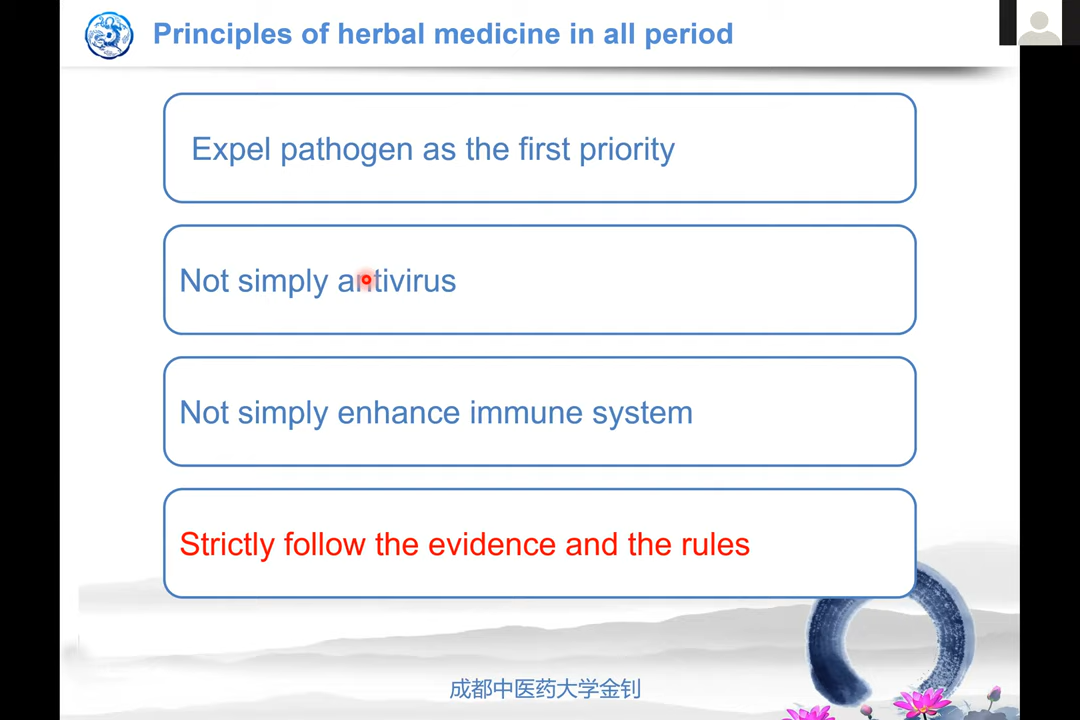 Principles of herbal medicine in all period
Expel pathogen as the first priority
Not simply antivirus
Not simply enhance immune system
Strictly follow the evidence and the rules
成都中医药大学金钊